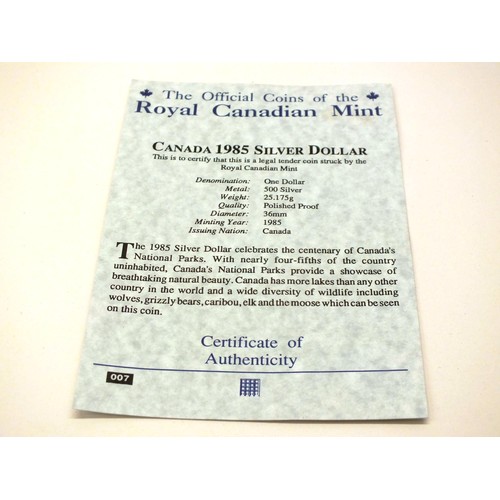 The Official Coins of the
Royal Canadian Mint
CANADA 1985 SILVER DOLLAR
This is to certify that this is a legal tender coin struck by the
Royal Canadian Mint
Denomination: One Dollar
Metal: 500 Silver
Weight: 25.175g
Quality: Polished Proof
Diameter: 36mm
Minting Year: 1985
Issuing Nation: Canada
The 1985 Silver Dollar celebrates the centenary of Canada's
National Parks. With nearly four-fifths of the country
uninhabited, Canada's National Parks provide a showcase of
breathtaking natural beauty. Canada has more lakes than any other
country in the world and a wide diversity of wildlife including
wolves, grizzly bears, caribou, elk and the moose which can be seen
on this coin.
Certificate of
Authenticity
007